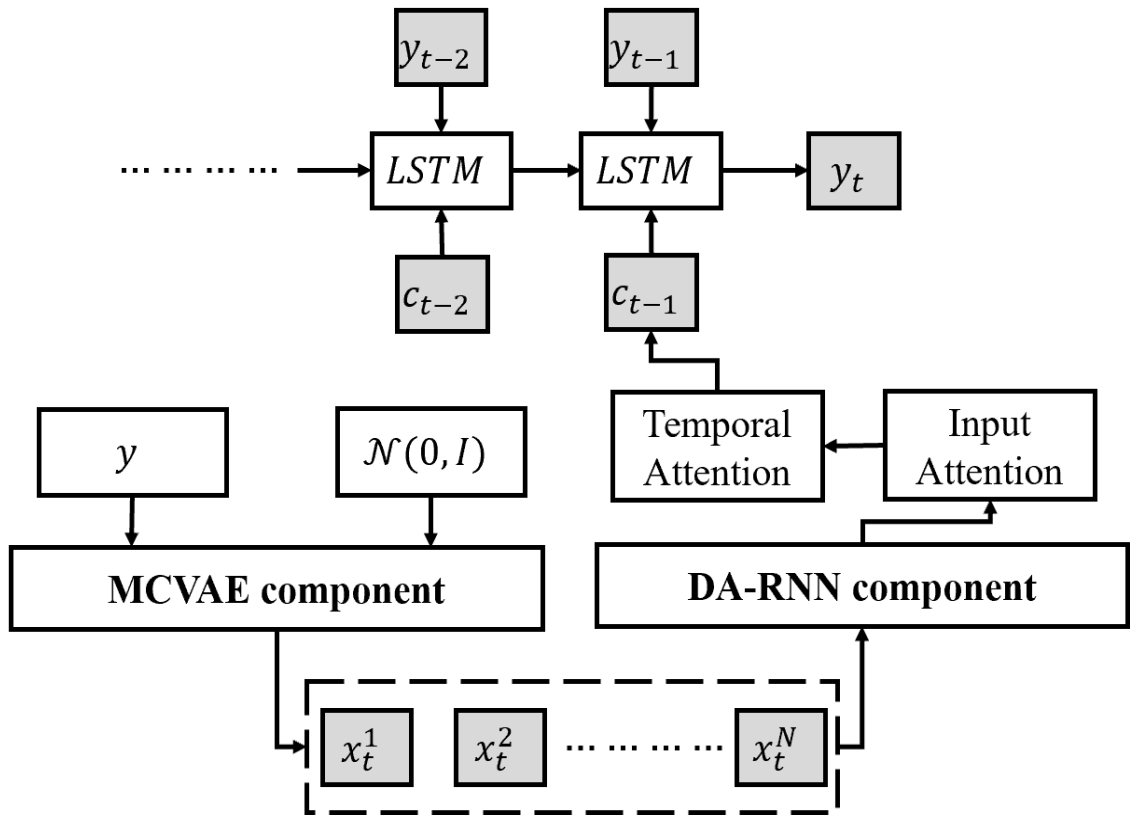 y_{t-2}
y_{t-1}
... ... ... ...
LSTM
LSTM
y_t
c_{t-2}
c_{t-1}
y
𝒩(0, I)
Temporal
Attention
Input
Attention
MCVAE component
DA-RNN component
x_t^1
x_t^2
... ... ... ...
x_t^N